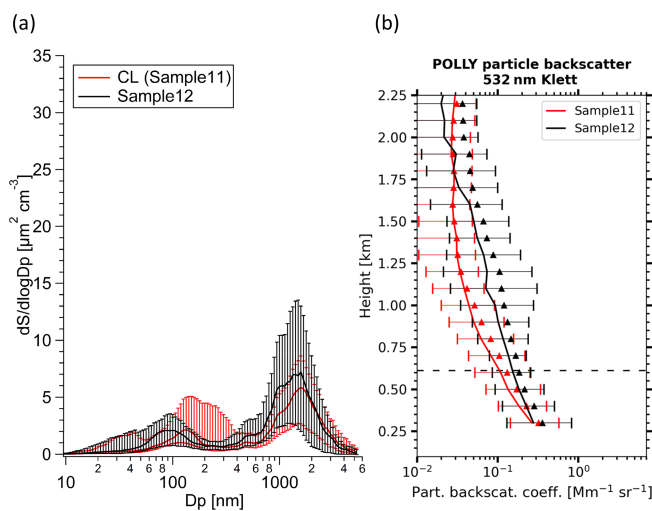 (a)
(b)
35
30
25
20
15
10
5
0
dS/dlogDp [µm² cm⁻³]
CL (Sample11)
Sample12
10 2 4 6 8 100 2 4 6 8 1000 2 4
Dp [nm]
POLLY particle backscatter
532 nm Klett
2.25
2.00
1.75
1.50
1.25
1.00
0.75
0.50
0.25
Height [km]
Sample11
Sample12
10⁻² 10⁻¹ 10⁰
Part. backscat. coeff. [Mm⁻¹ sr⁻¹]